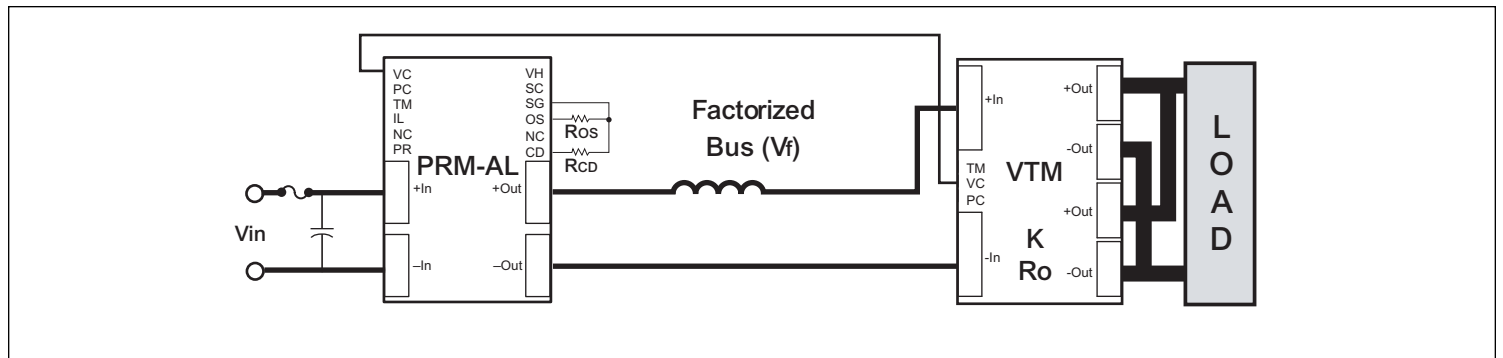 Vin
VC
PC
TM
IL
NC
PR
VH
SC
SG
OS
NC
CD
PRM-AL
+In
–In
+Out
–Out
ROS
RCD
Factorized
Bus (Vf)
+In
TM
VC
PC
-In
VTM
K
Ro
+Out
-Out
+Out
-Out
L
O
A
D